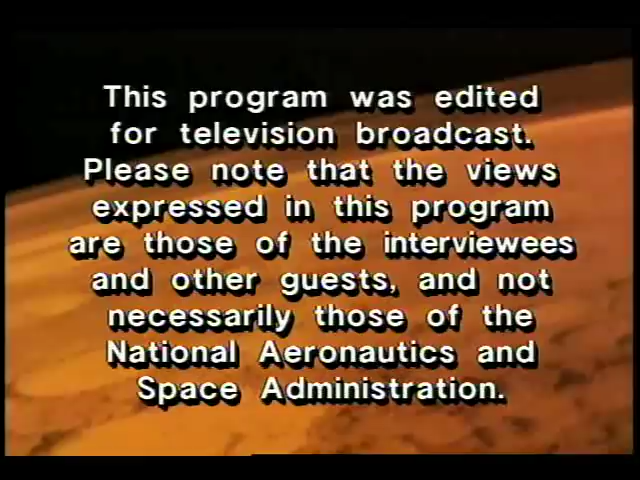 This program was edited
for television broadcast.
Please note that the views
expressed in this program
are those of the interviewees
and other guests, and not
necessarily those of the
National Aeronautics and
Space Administration.